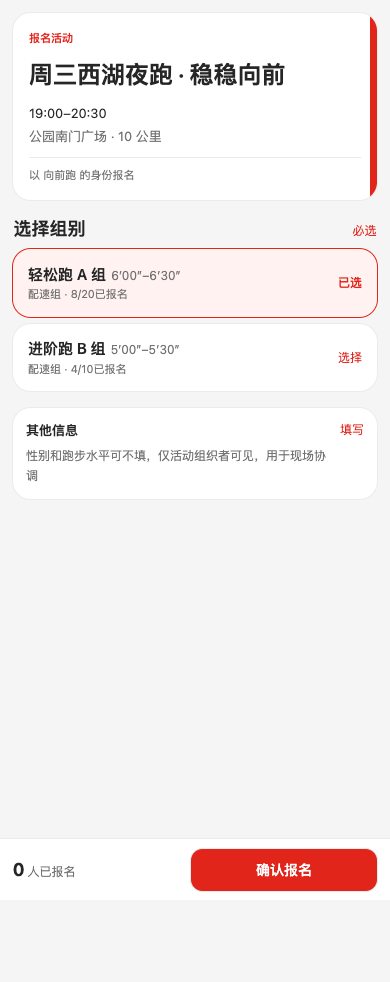 报名活动
周三西湖夜跑 · 稳稳向前
19:00–20:30
公园南门广场 · 10 公里
以 向前跑 的身份报名
选择组别 必选
轻松跑 A 组 6′00″–6′30″
配速组 · 8/20已报名
已选
进阶跑 B 组 5′00″–5′30″
配速组 · 4/10已报名
选择
其他信息 填写
性别和跑步水平可不填，仅活动组织者可见，用于现场协
调
0 人已报名 确认报名